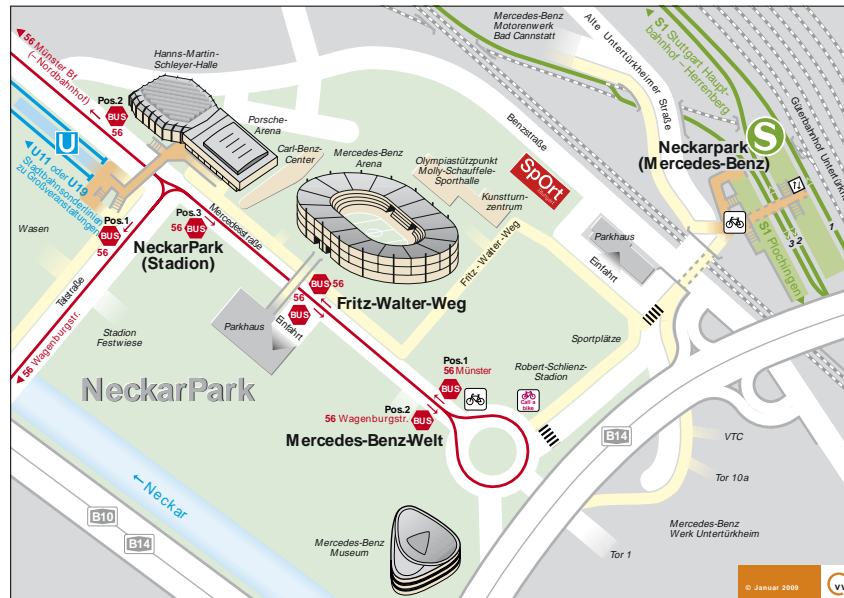 56 Münster Bf
(– Nordbahnhof)
Hanns-Martin-
Schleyer-Halle
Mercedes-Benz
Motorenwerk
Bad Cannstatt
Alte Untertürkheimer Straße
S1 Stuttgart Haupt-
bahnhof – Herrenberg
Güterbahnhof Untertürkh
Pos.2
BUS
56
Porsche-
Arena
Carl-Benz-
Center
Mercedes-Benz
Arena
Benzstraße
Olympiastützpunkt
Molly-Schauffele-
Sporthalle
SpOrt
Kunstturn-
zentrum
Neckarpark
(Mercedes-Benz)
S
U
U11 oder U19
Stadtbahnsonderlinien
zu Großveranstaltungen
Wasen
Pos.1
BUS
56
Pos.3
56 BUS
Mercedesstraße
NeckarPark
(Stadion)
Talstraße
Fritz-Walter-Weg
Parkhaus
Einfahrt
1
2
3
S1 Plochingen
BUS 56
56
BUS
Fritz-Walter-Weg
Parkhaus
Einfahrt
Stadion
Festwiese
56 Wagenburgstr.
Sportplätze
Robert-Schlienz-
Stadion
Pos.1
56 Münster
BUS
Call a
bike
NeckarPark
Pos.2
56 Wagenburgstr. BUS
Mercedes-Benz-Welt
B14
VTC
Tor 10a
Neckar
B10
B14
Mercedes-Benz
Museum
Mercedes-Benz
Werk Untertürkheim
Tor 1
© Januar 2009